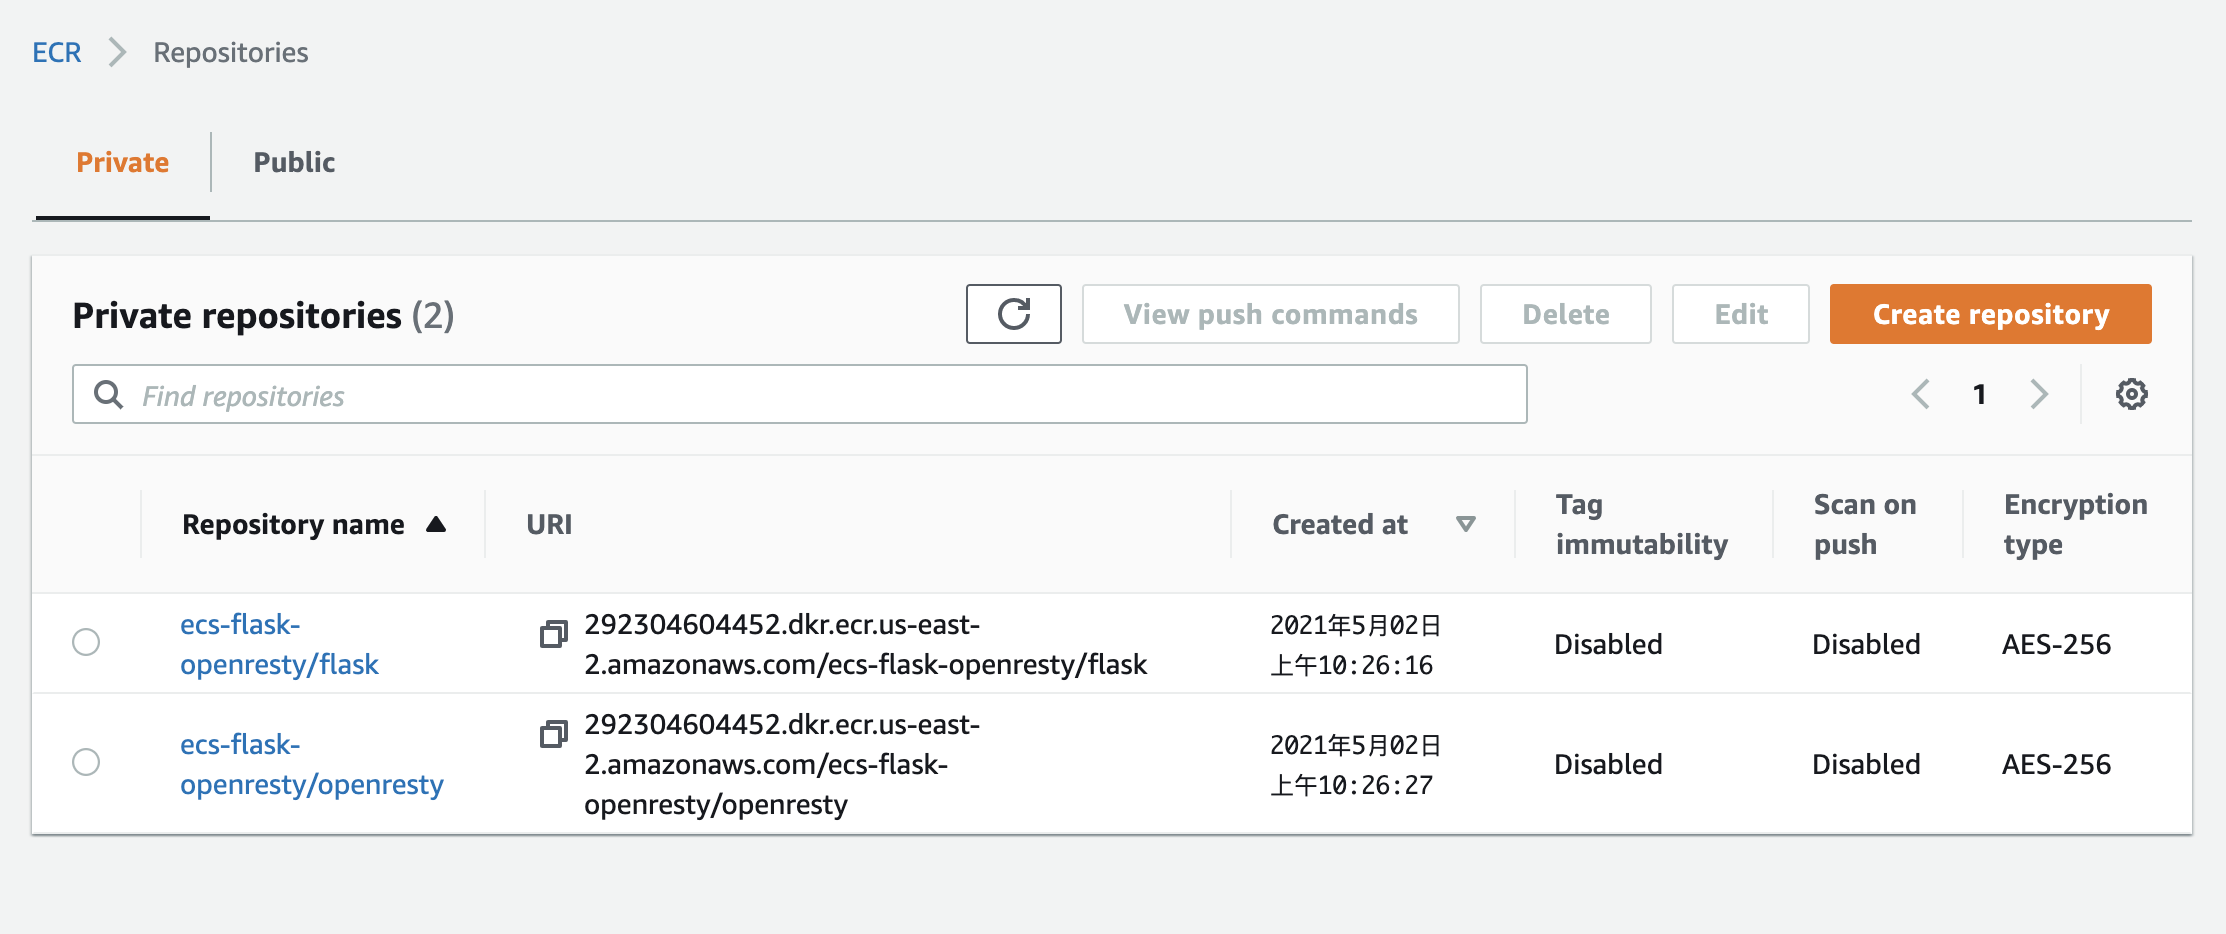 ECR
Repositories
Private
Public
Private repositories (2)
View push commands
Delete
Edit
Create repository
Find repositories
1
Repository name
URI
Created at
Tag
immutability
Scan on
push
Encryption
type
ecs-flask-
openresty/flask
292304604452.dkr.ecr.us-east-
2.amazonaws.com/ecs-flask-openresty/flask
2021年5月02日
上午10:26:16
Disabled
Disabled
AES-256
ecs-flask-
openresty/openresty
292304604452.dkr.ecr.us-east-
2.amazonaws.com/ecs-flask-
openresty/openresty
2021年5月02日
上午10:26:27
Disabled
Disabled
AES-256